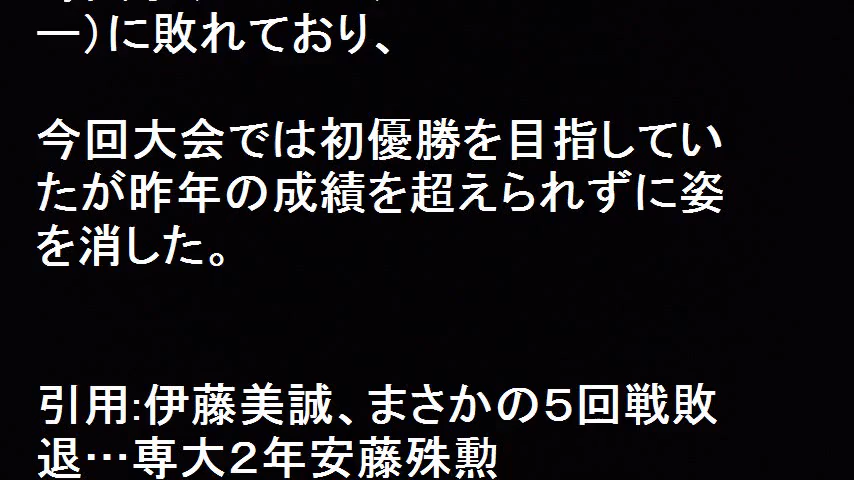 ー)に敗れており、
今回大会では初優勝を目指してい
たが昨年の成績を超えられずに姿
を消した。
引用:伊藤美誠、まさかの5回戦敗
退…専大2年安藤殊勲